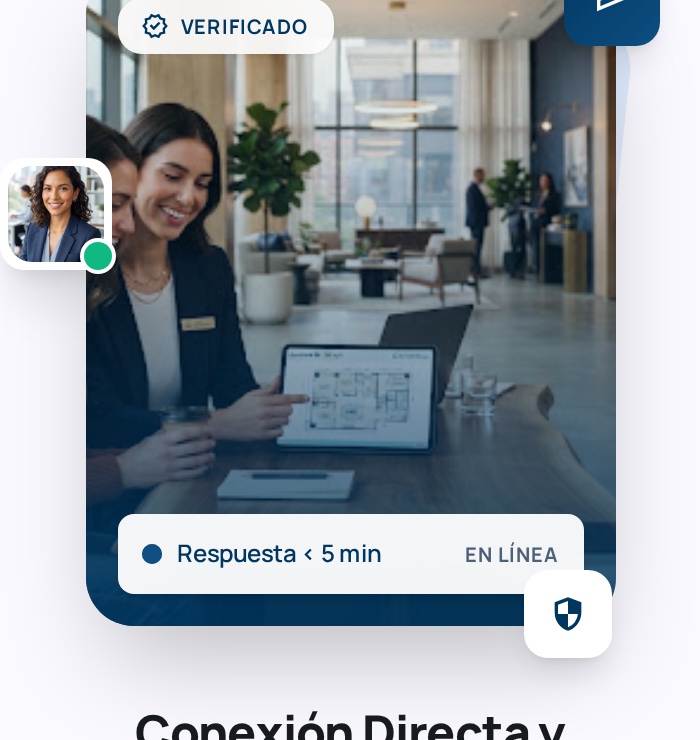 VERIFICADO
Respuesta < 5 min
EN LÍNEA
Conexión Directa y